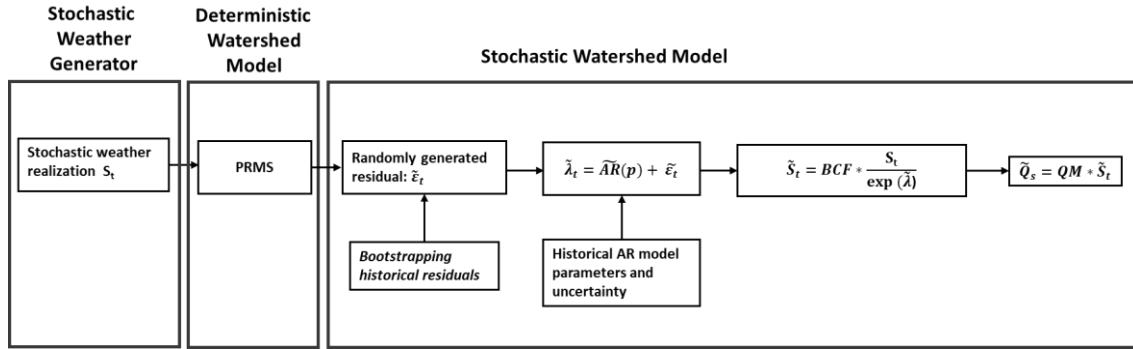 Stochastic
Weather
Generator
Deterministic
Watershed
Model
Stochastic Watershed Model
Stochastic weather
realization S_t
PRMS
Randomly generated
residual: ε̃_t
Bootstrapping
historical residuals
λ̃_t = ÃR̃(p) + ε̃_t
Historical AR model
parameters and
uncertainty
S̃_t = BCF * S_t / exp (λ̃)
Q̃_s = QM * S̃_t